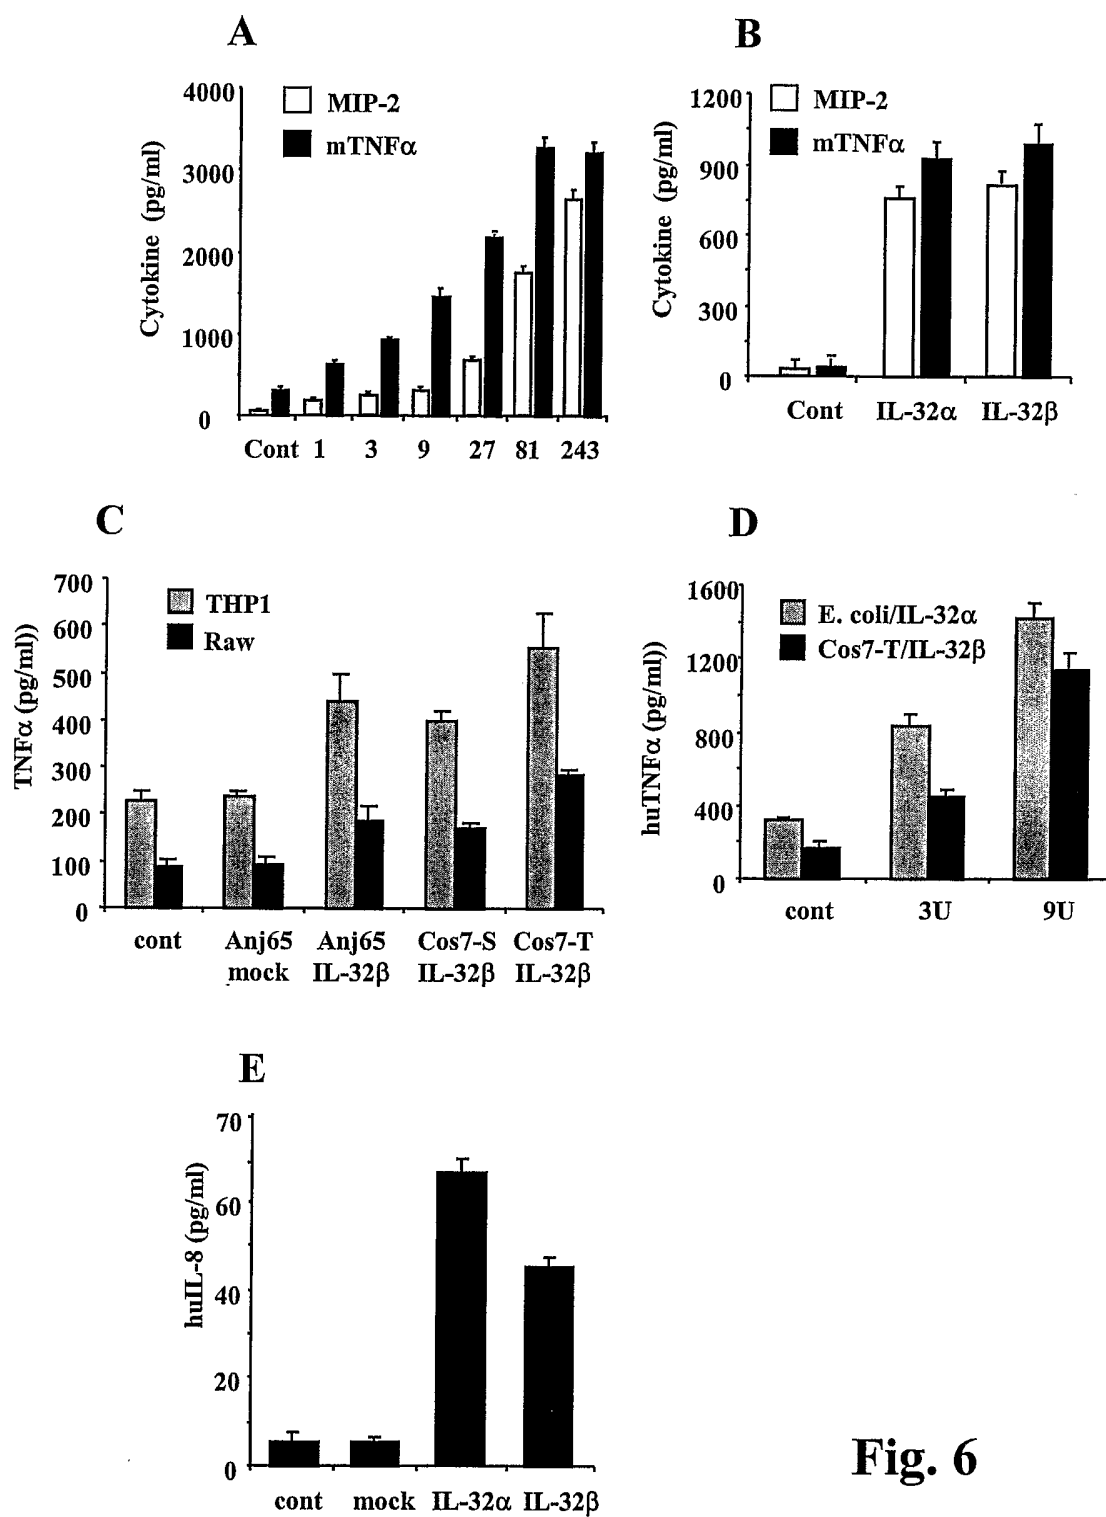 A
Cytokine (pg/ml)
MIP-2
mTNFα
4000
3000
2000
1000
0
Cont 1 3 9 27 81 243
B
Cytokine (pg/ml)
MIP-2
mTNFα
1200
900
600
300
0
Cont IL-32α IL-32β
C
TNFα (pg/ml))
THP1
Raw
700
600
500
400
300
200
100
0
cont Anj65 Anj65 Cos7-S Cos7-T
mock IL-32β IL-32β IL-32β
D
huTNFα (pg/ml))
E. coli/IL-32α
Cos7-T/IL-32β
1600
1200
800
400
0
cont 3U 9U
E
huIL-8 (pg/ml)
70
60
40
20
0
cont mock IL-32α IL-32β
Fig. 6